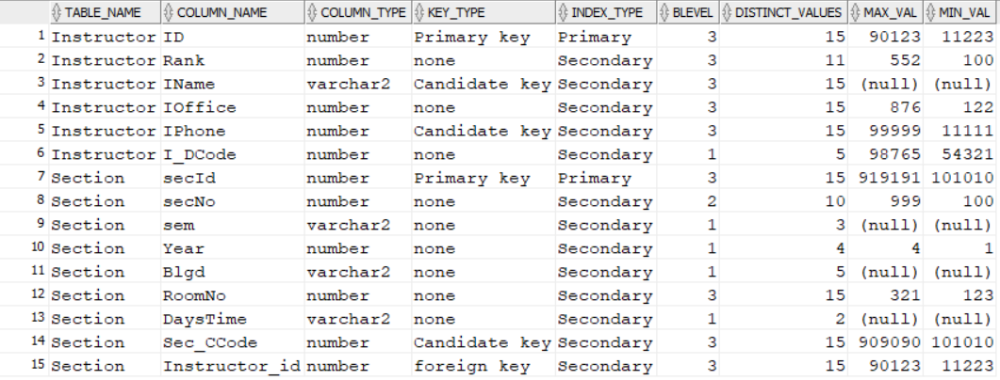 TABLE_NAME COLUMN_NAME COLUMN_TYPE KEY_TYPE INDEX_TYPE BLEVEL DISTINCT_VALUES MAX_VAL MIN_VAL
1 Instructor ID number Primary key Primary 3 15 90123 11223
2 Instructor Rank number none Secondary 3 11 552 100
3 Instructor IName varchar2 Candidate key Secondary 3 15 (null) (null)
4 Instructor IOffice number none Secondary 3 15 876 122
5 Instructor IPhone number Candidate key Secondary 3 15 99999 11111
6 Instructor I_DCode number none Secondary 1 5 98765 54321
7 Section secId number Primary key Primary 3 15 919191 101010
8 Section secNo number none Secondary 2 10 999 100
9 Section sem varchar2 none Secondary 1 3 (null) (null)
10 Section Year number none Secondary 1 4 4 1
11 Section Blgd varchar2 none Secondary 1 5 (null) (null)
12 Section RoomNo number none Secondary 3 15 321 123
13 Section DaysTime varchar2 none Secondary 1 2 (null) (null)
14 Section Sec_CCode number Candidate key Secondary 3 15 909090 101010
15 Section Instructor_id number foreign key Secondary 3 15 90123 11223